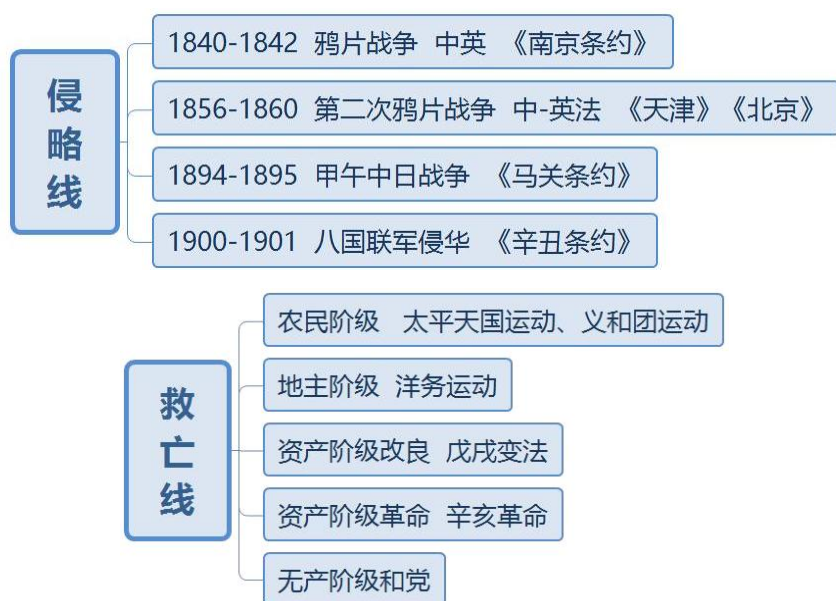 侵略线
1840-1842 鸦片战争 中英 《南京条约》
1856-1860 第二次鸦片战争 中-英法 《天津》《北京》
1894-1895 甲午中日战争 《马关条约》
1900-1901 八国联军侵华 《辛丑条约》
救亡线
农民阶级 太平天国运动、义和团运动
地主阶级 洋务运动
资产阶级改良 戊戌变法
资产阶级革命 辛亥革命
无产阶级和党